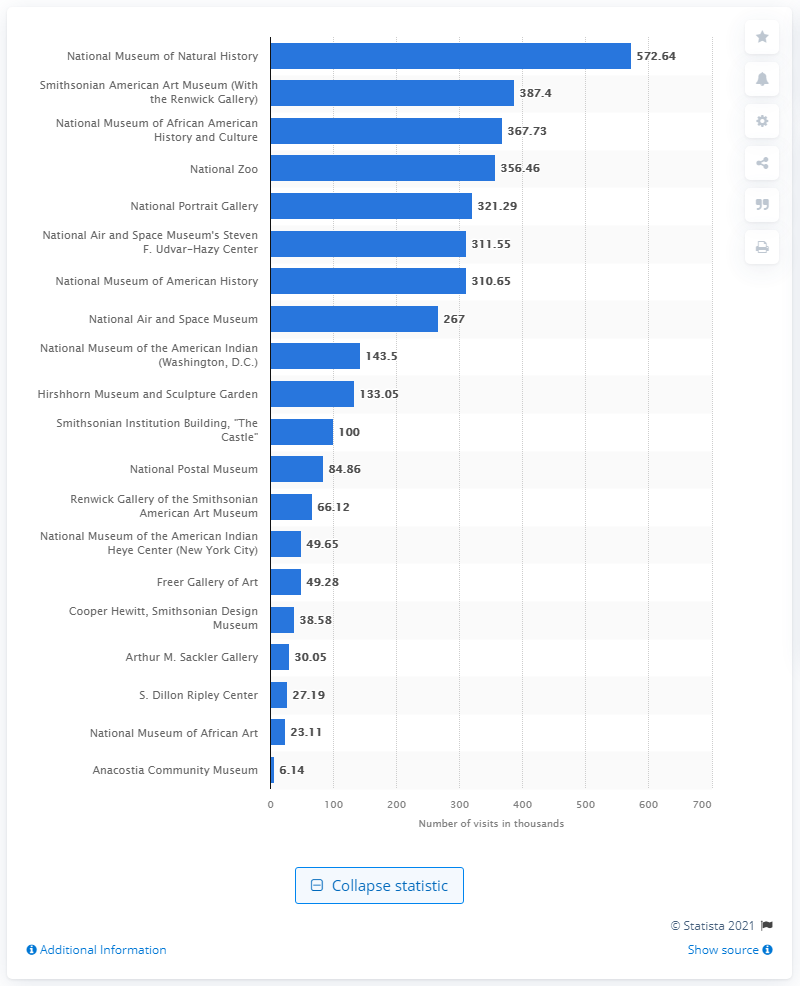 National Museum of Natural History
572.64
Smithsonian American Art Museum (With
the Renwick Gallery)
387.4
National Museum of African American
History and Culture
367.73
National Zoo
356.46
National Portrait Gallery
321.29
National Air and Space Museum's Steven
F. Udvar-Hazy Center
311.55
National Museum of American History
310.65
National Air and Space Museum
267
National Museum of the American Indian
(Washington, D.C.)
143.5
Hirshhorn Museum and Sculpture Garden
133.05
Smithsonian Institution Building, "The
Castle"
100
National Postal Museum
84.86
Renwick Gallery of the Smithsonian
American Art Museum
66.12
National Museum of the American Indian
Heye Center (New York City)
49.65
Freer Gallery of Art
49.28
Cooper Hewitt, Smithsonian Design
Museum
38.58
Arthur M. Sackler Gallery
30.05
S. Dillon Ripley Center
27.19
National Museum of African Art
23.11
Anacostia Community Museum
6.14
0 100 200 300 400 500 600 700
Number of visits in thousands
Collapse statistic
© Statista 2021
Additional Information
Show source